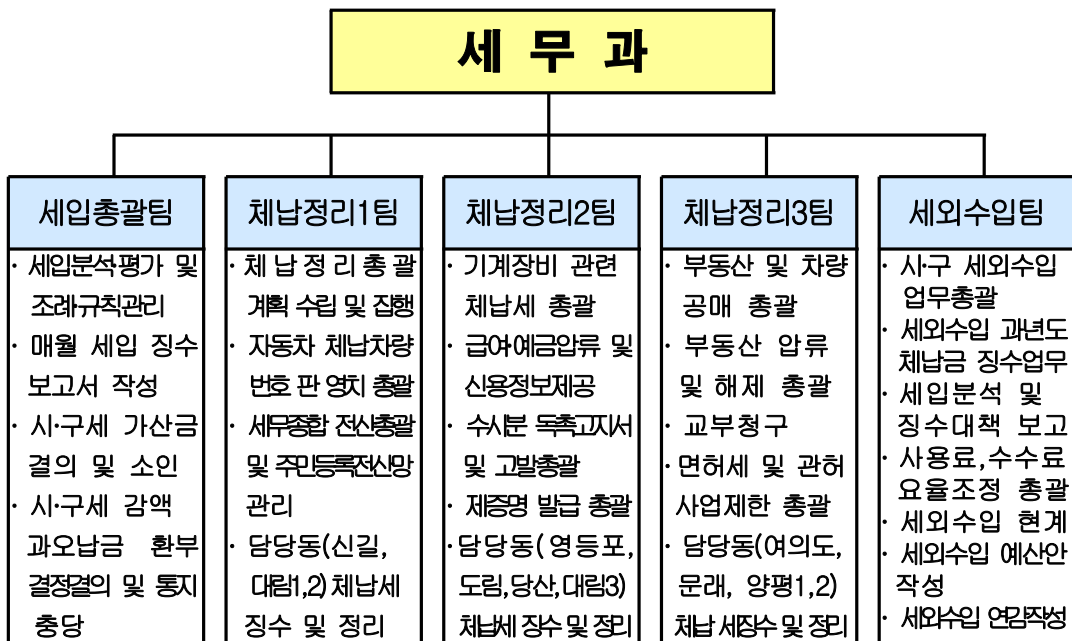 세 무 과
세입총괄팀
· 세입분석·평가 및
조례·규칙관리
· 매월 세입 징수
보고서 작성
· 시·구세 가산금
결의 및 소인
· 시·구세 감액
과오납금 환부
결정결의 및 통지
충당
체납정리1팀
· 체 납 정 리 총 괄
계획 수립 및 집행
· 자동차 체납차량
번호 판 영치 총괄
· 세무종합 전산총괄
및 주민등록전산망
관리
· 담당동(신길,
대림1,2) 체납세
징수 및 정리
체납정리2팀
· 기계장비 관련
체납세 총괄
· 급여·예금압류 및
신용정보제공
· 수시분 독촉고지서
및 고발총괄
· 제증명 발급 총괄
· 담당동(영등포,
도림,당산,대림3)
체납세 징수 및 정리
체납정리3팀
· 부동산 및 차량
공매 총괄
· 부동산 압류
및 해제 총괄
· 교부청구
· 면허세 및 관허
사업제한 총괄
· 담당동(여의도,
문래, 양평1,2)
체납 세징수 및 정리
세외수입팀
· 시·구 세외수입
업무총괄
· 세외수입 과년도
체납금 징수업무
· 세입분석 및
징수대책 보고
· 사용료,수수료
요율조정 총괄
· 세외수입 현계
· 세외수입 예산안
작성
· 세외수입 연감작성